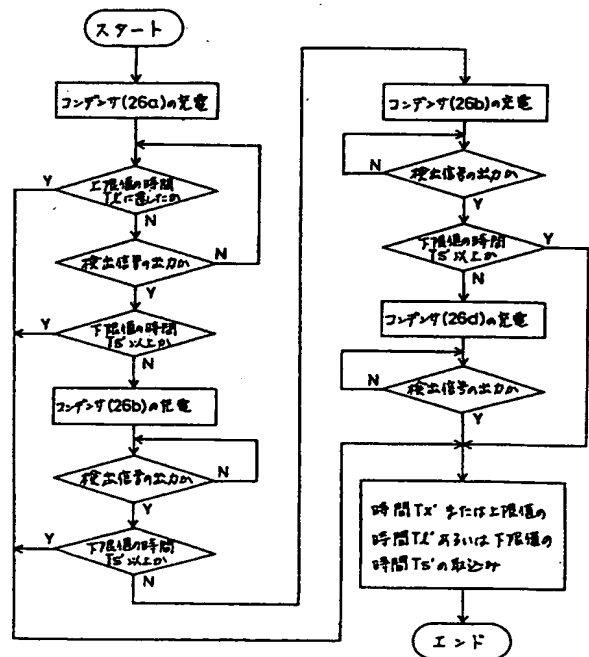 スタート
コンデンサ(26a)の充電
上限値の時間
Tℓ'に達したか
Y
N
検出信号の出力か
N
Y
下限値の時間
Ts'以上か
Y
N
コンデンサ(26b)の充電
検出信号の出力か
N
Y
下限値の時間
Ts'以上か
Y
N
コンデンサ(26b)の充電
検出信号の出力か
N
Y
下限値の時間
Ts'以上か
Y
N
コンデンサ(26d)の充電
検出信号の出力か
N
Y
時間Tx'または上限値の
時間Tℓ'あるいは下限値の
時間Ts'の取込み
エンド